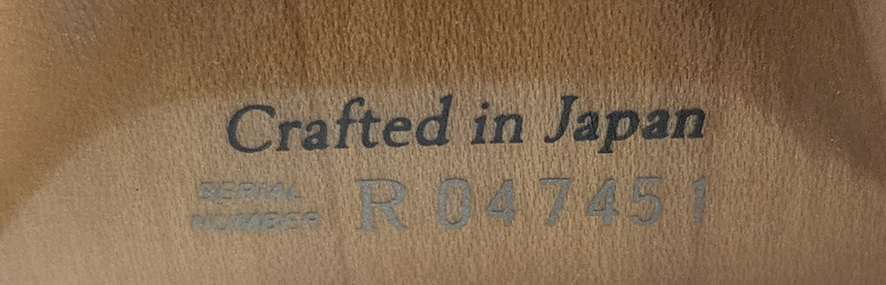 Crafted in Japan
SERIAL
NUMBER R 047451